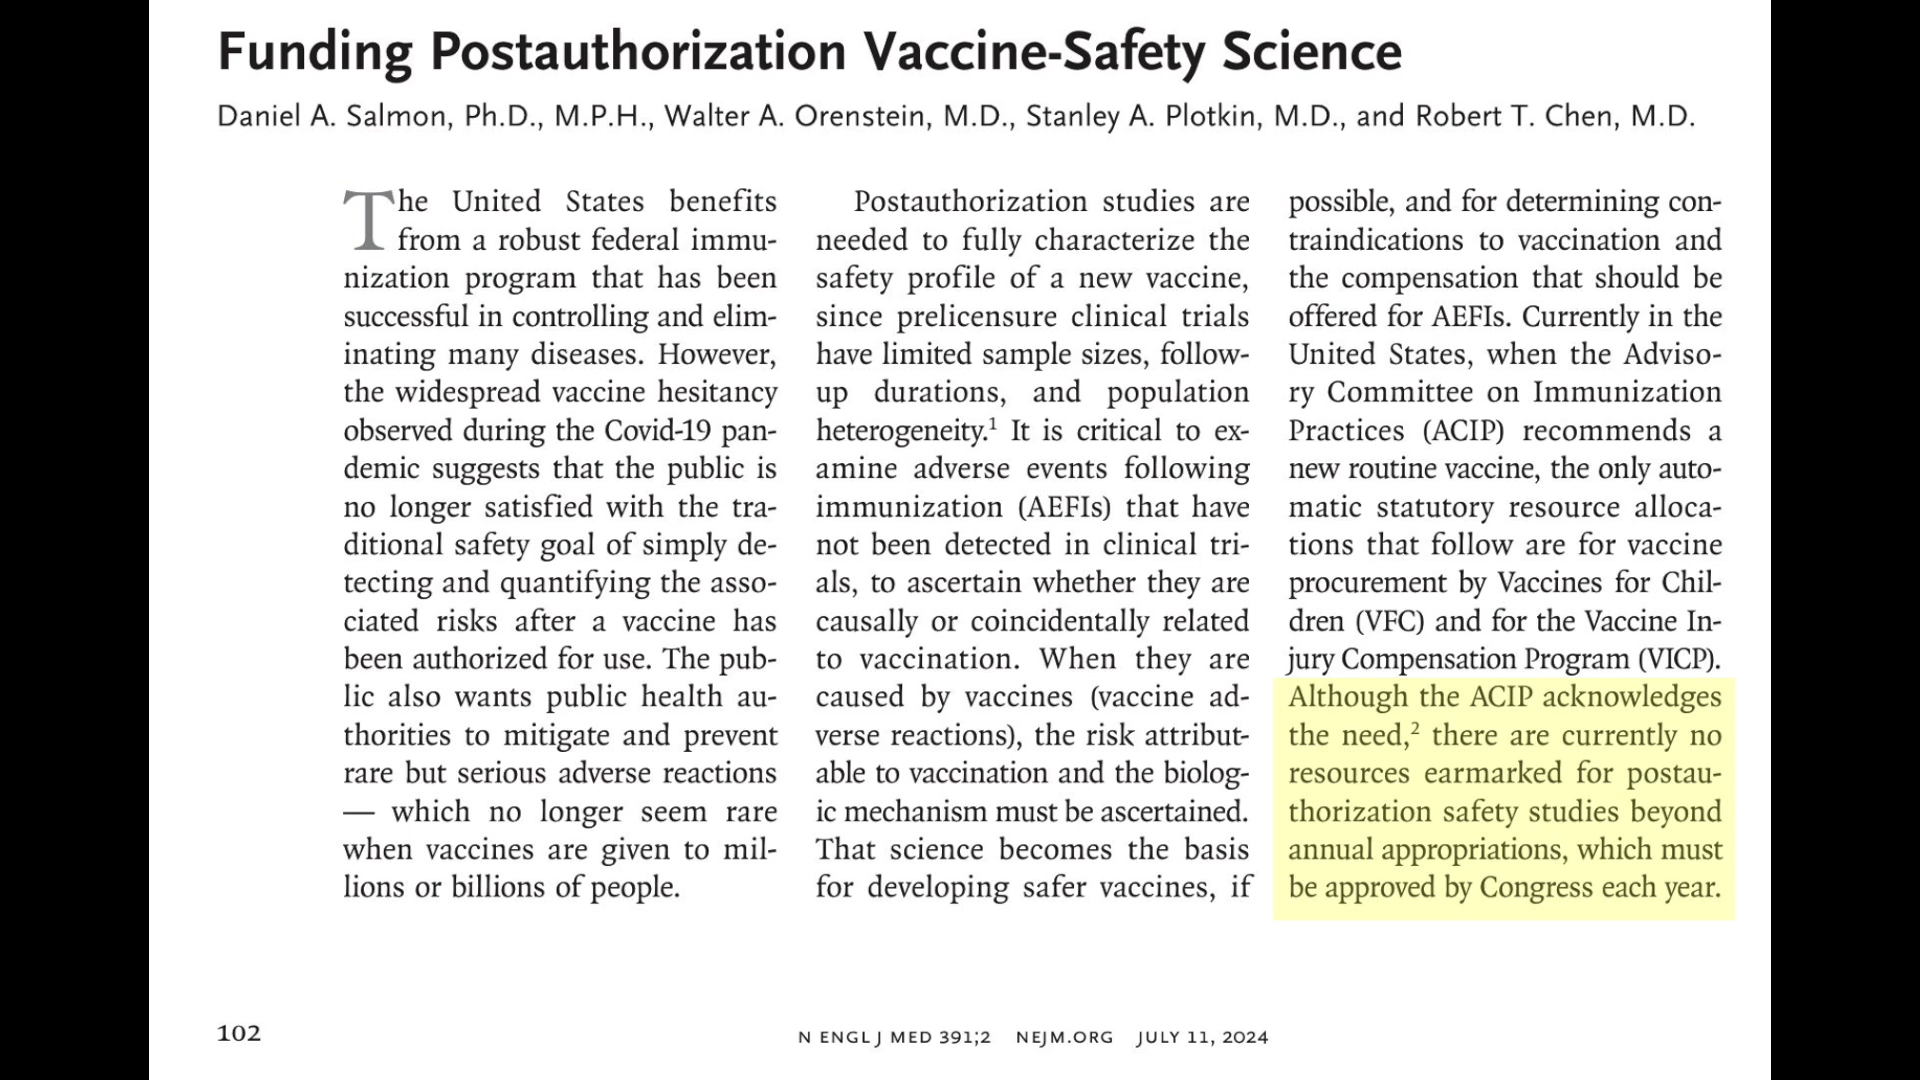 Funding Postauthorization Vaccine-Safety Science
Daniel A. Salmon, Ph.D., M.P.H., Walter A. Orenstein, M.D., Stanley A. Plotkin, M.D., and Robert T. Chen, M.D.
The United States benefits
from a robust federal immu-
nization program that has been
successful in controlling and elim-
inating many diseases. However,
the widespread vaccine hesitancy
observed during the Covid-19 pan-
demic suggests that the public is
no longer satisfied with the tra-
ditional safety goal of simply de-
tecting and quantifying the asso-
ciated risks after a vaccine has
been authorized for use. The pub-
lic also wants public health au-
thorities to mitigate and prevent
rare but serious adverse reactions
— which no longer seem rare
when vaccines are given to mil-
lions or billions of people.
Postauthorization studies are
needed to fully characterize the
safety profile of a new vaccine,
since prelicensure clinical trials
have limited sample sizes, follow-
up durations, and population
heterogeneity.¹ It is critical to ex-
amine adverse events following
immunization (AEFIs) that have
not been detected in clinical tri-
als, to ascertain whether they are
causally or coincidentally related
to vaccination. When they are
caused by vaccines (vaccine ad-
verse reactions), the risk attribut-
able to vaccination and the biolog-
ic mechanism must be ascertained.
That science becomes the basis
for developing safer vaccines, if
possible, and for determining con-
traindications to vaccination and
the compensation that should be
offered for AEFIs. Currently in the
United States, when the Adviso-
ry Committee on Immunization
Practices (ACIP) recommends a
new routine vaccine, the only auto-
matic statutory resource alloca-
tions that follow are for vaccine
procurement by Vaccines for Chil-
dren (VFC) and for the Vaccine In-
jury Compensation Program (VICP).
Although the ACIP acknowledges
the need,² there are currently no
resources earmarked for postau-
thorization safety studies beyond
annual appropriations, which must
be approved by Congress each year.
102
N ENGL J MED 391;2 NEJM.ORG JULY 11, 2024